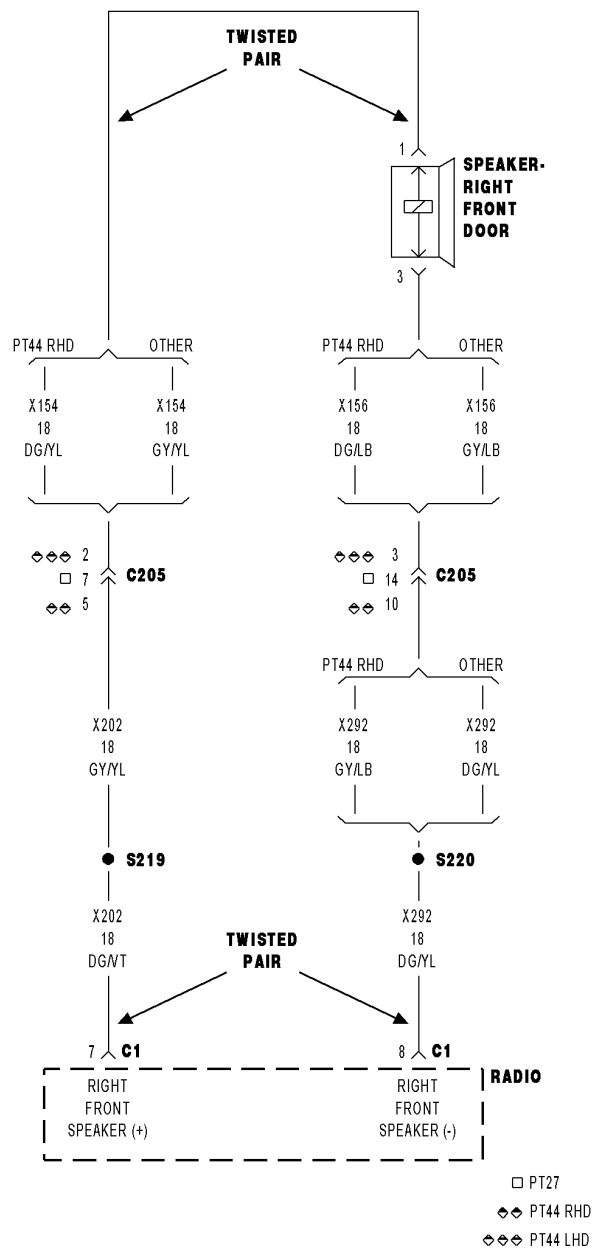 TWISTED
PAIR
1
SPEAKER-
RIGHT
FRONT
DOOR
3
PT44 RHD
OTHER
PT44 RHD
OTHER
X154
18
DG/YL
X154
18
GY/YL
X156
18
DG/LB
X156
18
GY/LB
2
7
5
C205
3
14
10
C205
PT44 RHD
OTHER
X202
18
GY/YL
X292
18
GY/LB
X292
18
DG/YL
S219
S220
X202
18
DG/VT
TWISTED
PAIR
X292
18
DG/YL
7
C1
8
C1
RADIO
RIGHT
FRONT
SPEAKER (+)
RIGHT
FRONT
SPEAKER (-)
PT27
PT44 RHD
PT44 LHD